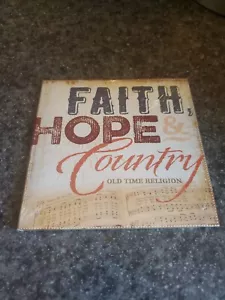 FAITH,
HOPE &
Country
OLD TIME RELIGION